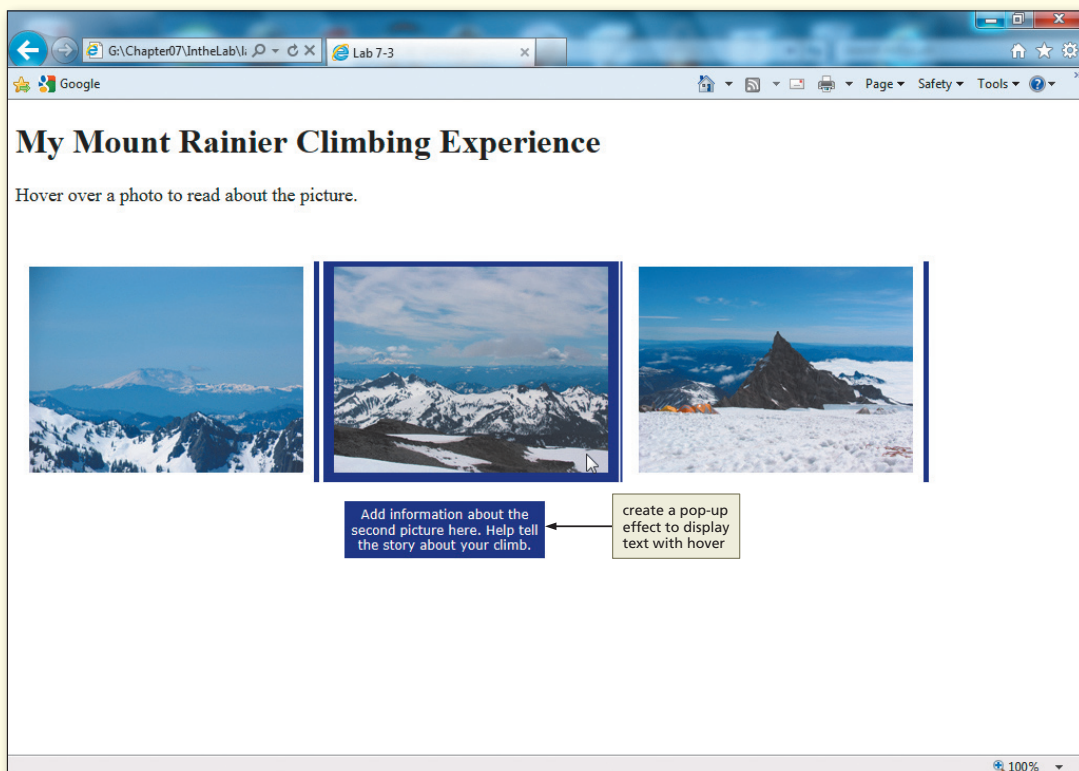 G:\Chapter07\IntheLab\l
Lab 7-3
Google
Page
Safety
Tools
My Mount Rainier Climbing Experience
Hover over a photo to read about the picture.
Add information about the
second picture here. Help tell
the story about your climb.
create a pop-up
effect to display
text with hover
100%